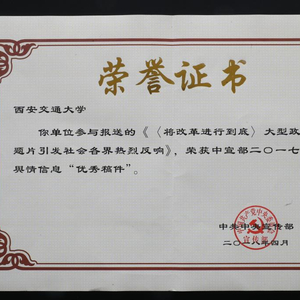 荣誉证书
西安交通大学
你单位参与报送的《〈将改革进行到底〉大型政
题片引发社会各界热烈反响》，荣获中宣部二〇一七
舆情信息“优秀稿件”。
中共中央宣传部
二〇一八年四月